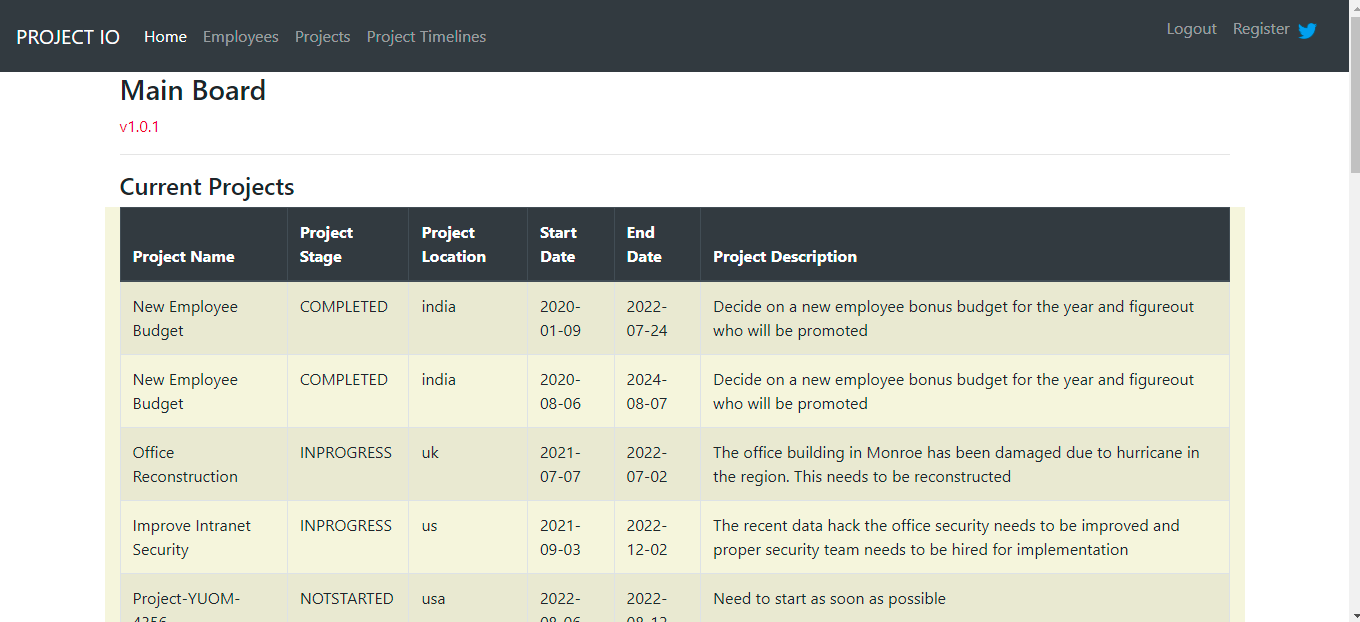 PROJECT IO Home Employees Projects Project Timelines Logout Register
Main Board
v1.0.1
Current Projects
Project Name
Project
Stage
Project
Location
Start
Date
End
Date
Project Description
New Employee
Budget
COMPLETED
india
2020-
01-09
2022-
07-24
Decide on a new employee bonus budget for the year and figureout
who will be promoted
New Employee
Budget
COMPLETED
india
2020-
08-06
2024-
08-07
Decide on a new employee bonus budget for the year and figureout
who will be promoted
Office
Reconstruction
INPROGRESS
uk
2021-
07-07
2022-
07-02
The office building in Monroe has been damaged due to hurricane in
the region. This needs to be reconstructed
Improve Intranet
Security
INPROGRESS
us
2021-
09-03
2022-
12-02
The recent data hack the office security needs to be improved and
proper security team needs to be hired for implementation
Project-YUOM-
NOTSTARTED
usa
2022-
2022-
Need to start as soon as possible